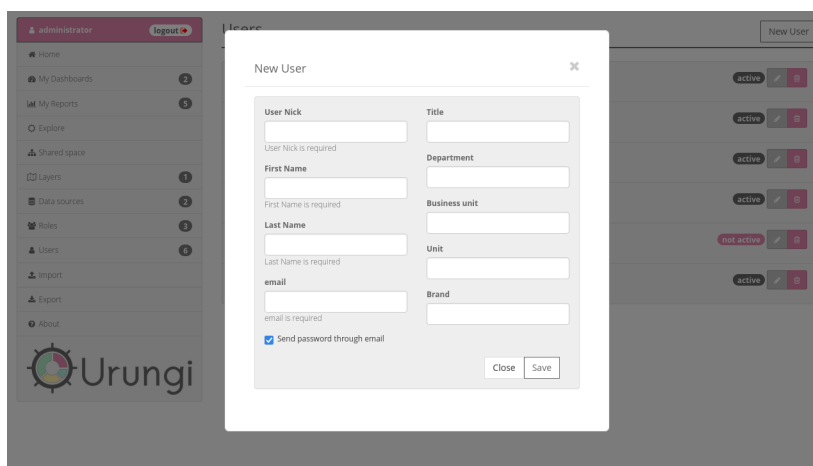 administrator
logout
Users
New User
Home
My Dashboards
2
active
My Reports
5
active
Explore
Shared space
active
Layers
1
Data sources
2
active
Roles
3
not active
Users
6
Import
active
Export
About
Urungi
New User
×
User Nick
User Nick is required
First Name
First Name is required
Last Name
Last Name is required
email
email is required
Send password through email
Title
Department
Business unit
Unit
Brand
Close
Save